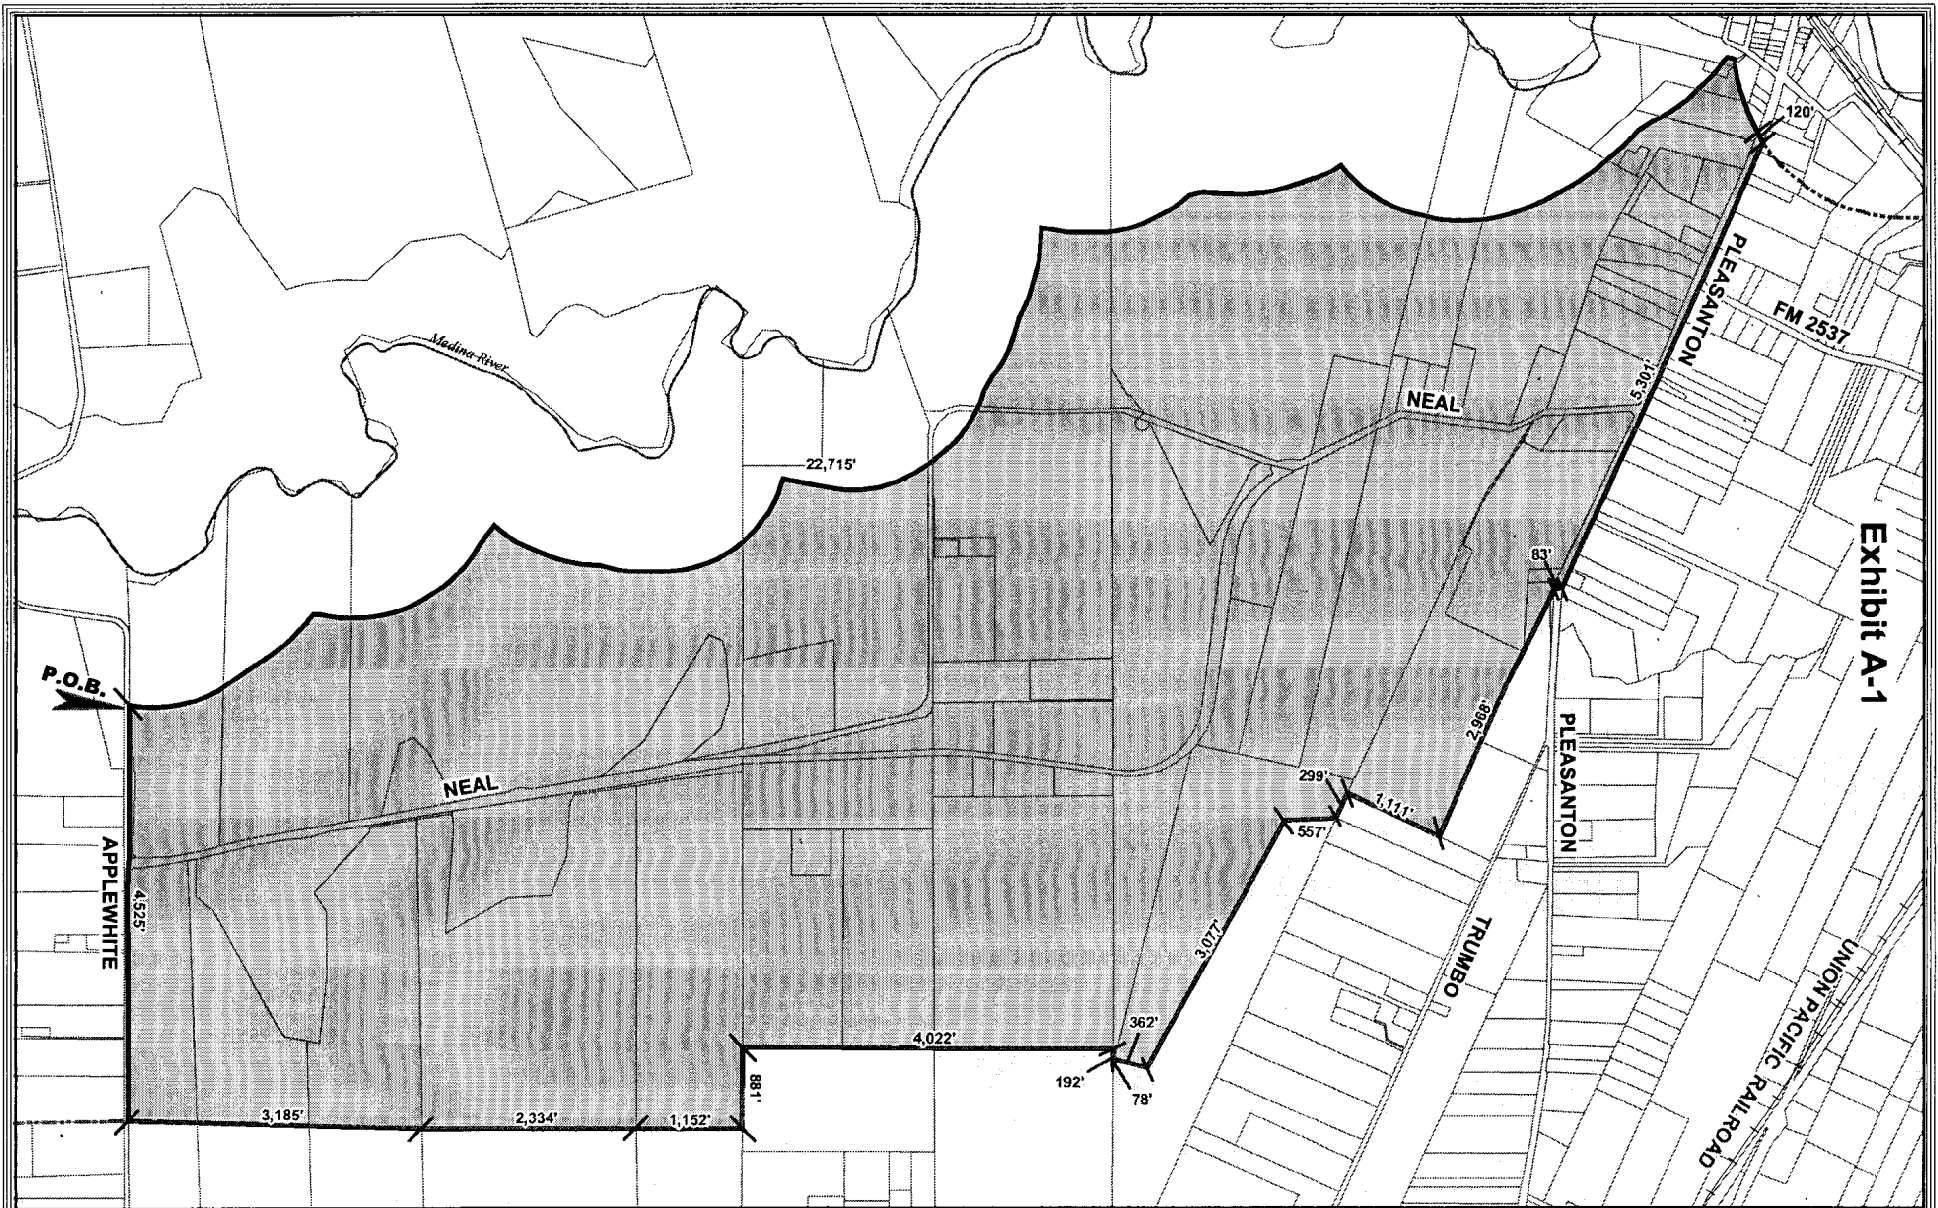 Exhibit A-1
120'
PLEASANTON
FM 2537
5,301'
NEAL
Medina River
22,715'
83'
P.O.B.
2,968'
PLEASANTON
299'
1,111'
557'
NEAL
APPLEWHITE
4,525'
3,077'
TRUMBO
UNION PACIFIC RAILROAD
362'
4,022'
192'
78'
881'
3,185'
2,334'
1,152'